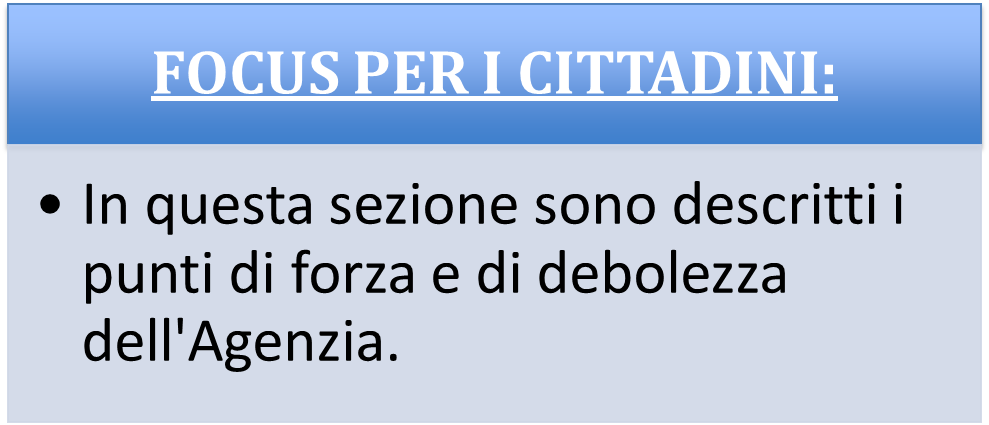 FOCUS PER I CITTADINI:
• In questa sezione sono descritti i
punti di forza e di debolezza
dell'Agenzia.